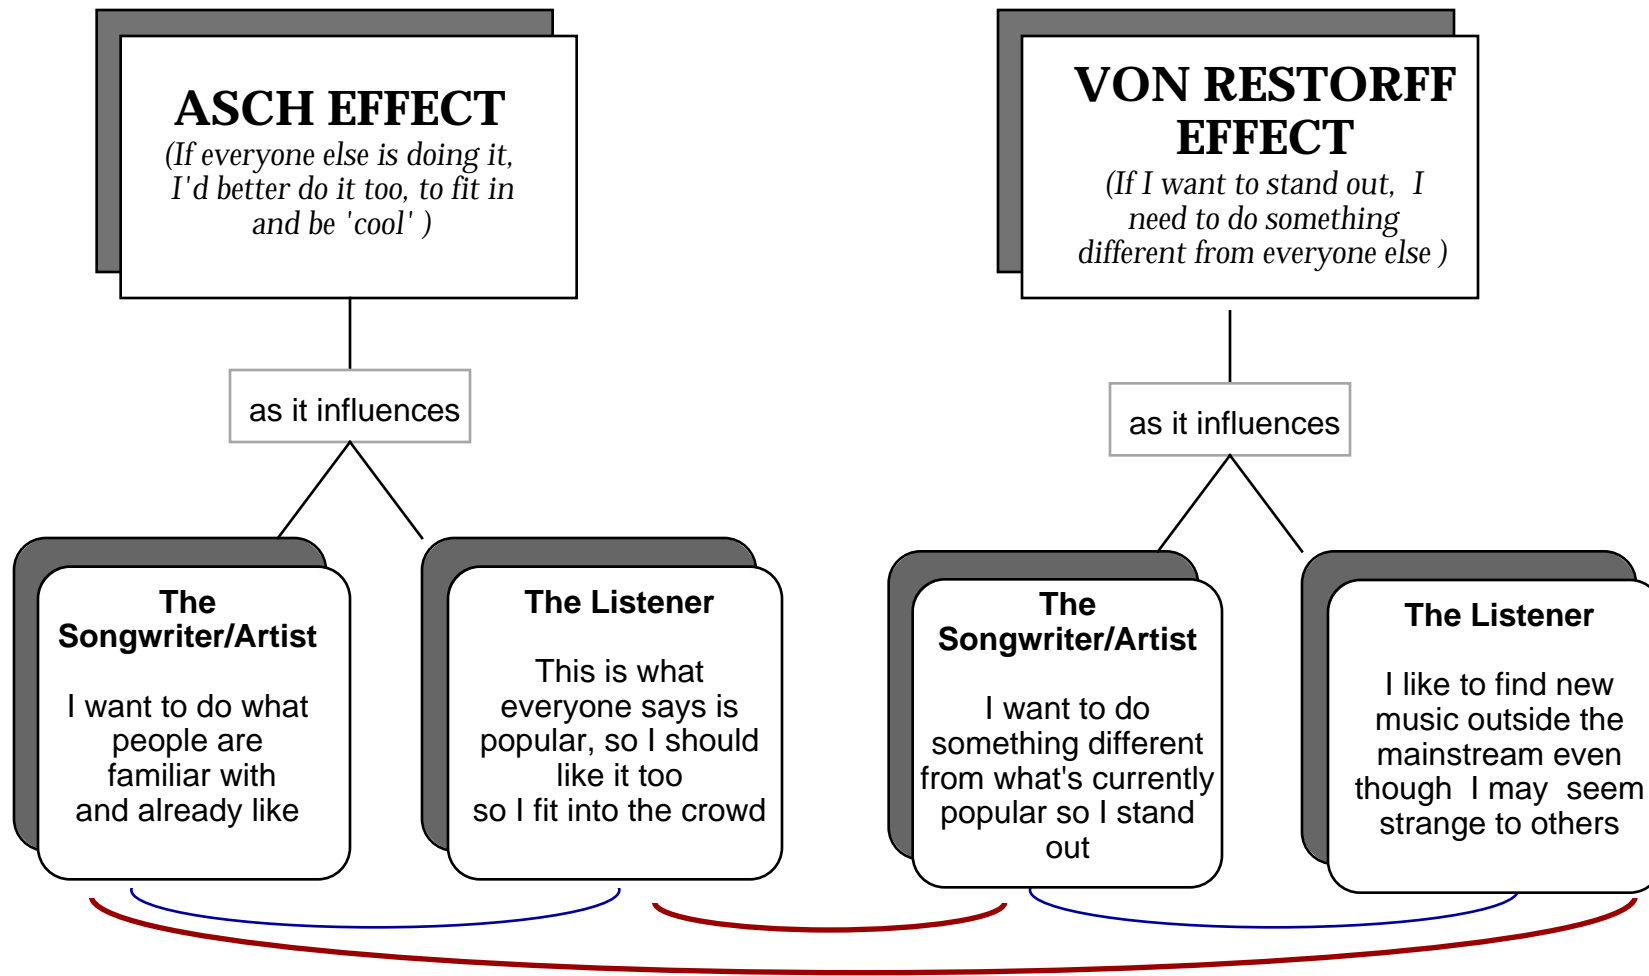 ASCH EFFECT
(If everyone else is doing it,
I'd better do it too, to fit in
and be 'cool' )
as it influences
The
Songwriter/Artist
I want to do what
people are
familiar with
and already like
The Listener
This is what
everyone says is
popular, so I should
like it too
so I fit into the crowd
VON RESTORFF
EFFECT
(If I want to stand out, I
need to do something
different from everyone else )
as it influences
The
Songwriter/Artist
I want to do
something different
from what's currently
popular so I stand
out
The Listener
I like to find new
music outside the
mainstream even
though I may seem
strange to others